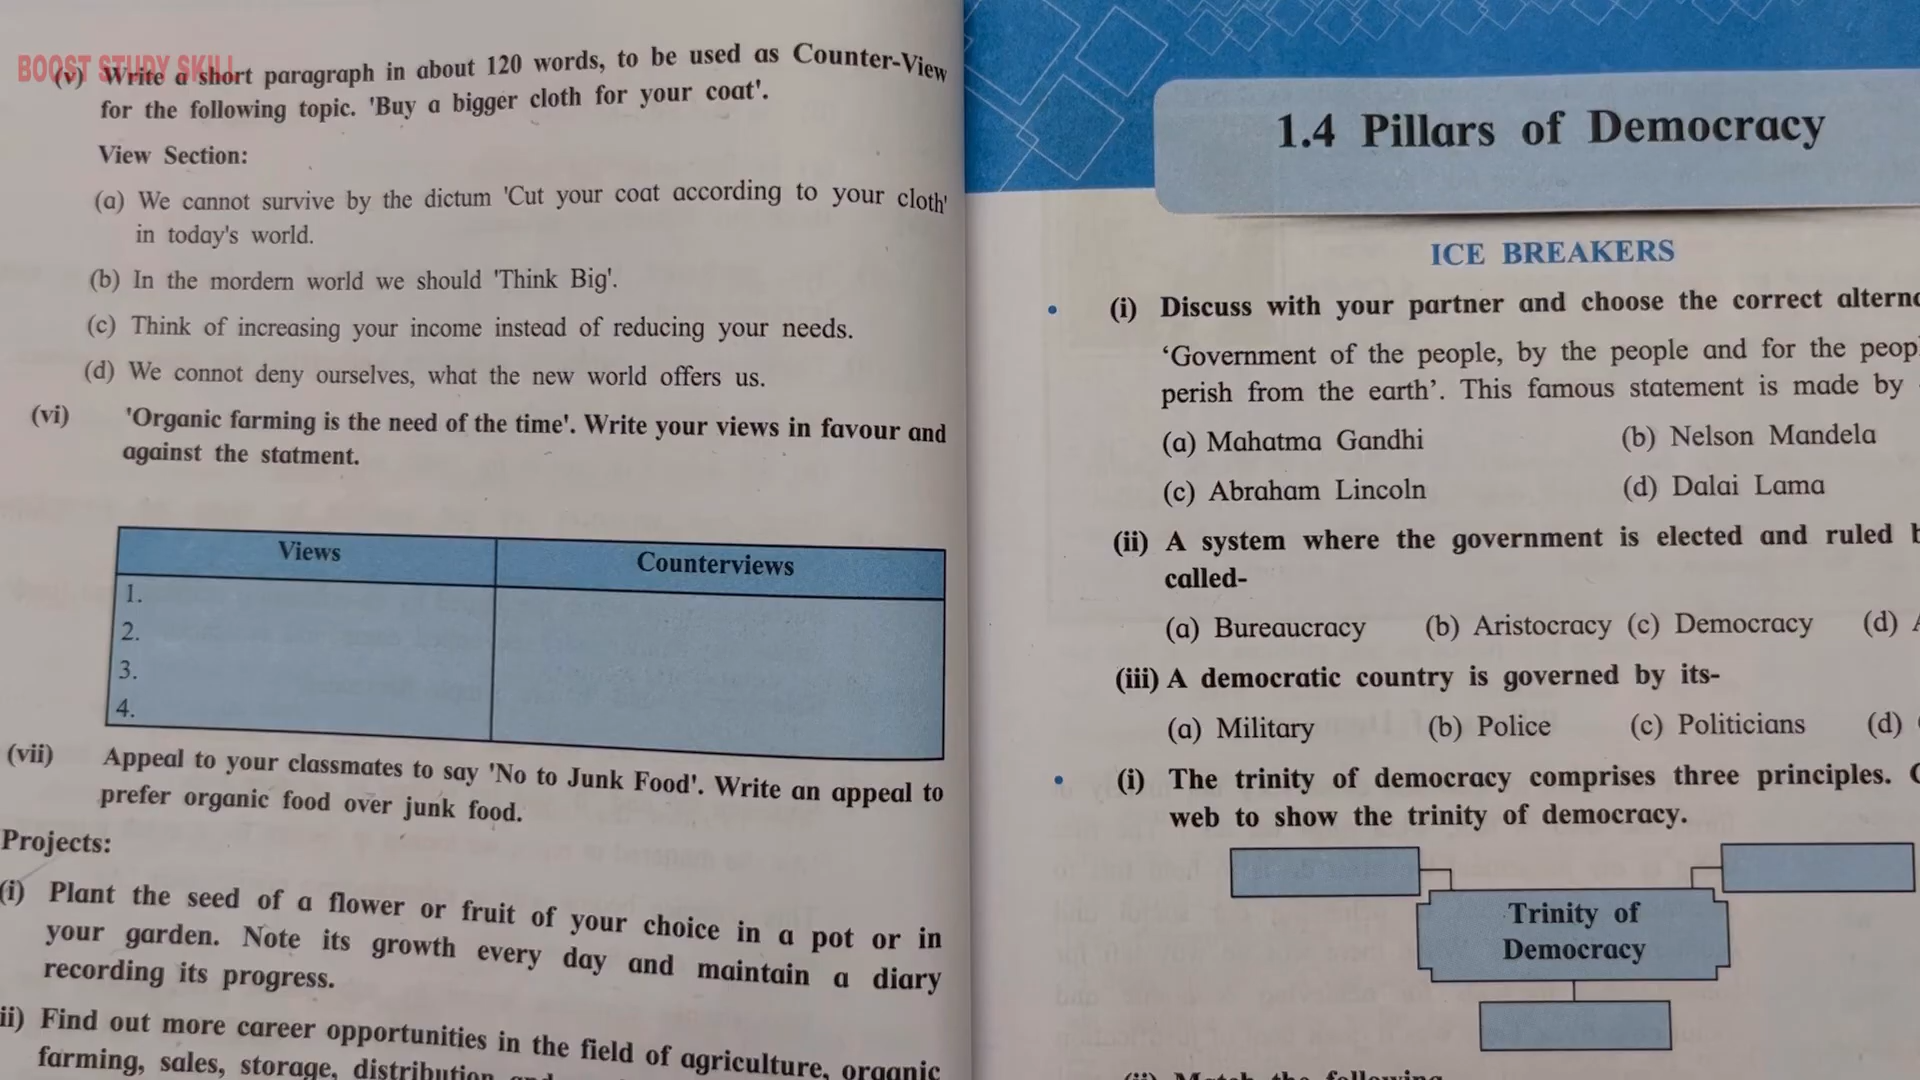 BOOST STUDY SKILL
(v) Write a short paragraph in about 120 words, to be used as Counter-View
for the following topic. 'Buy a bigger cloth for your coat'.
View Section:
(a) We cannot survive by the dictum 'Cut your coat according to your cloth'
in today's world.
(b) In the mordern world we should 'Think Big'.
(c) Think of increasing your income instead of reducing your needs.
(d) We connot deny ourselves, what the new world offers us.
(vi) 'Organic farming is the need of the time'. Write your views in favour and
against the statment.
Views Counterviews
1.
2.
3.
4.
(vii) Appeal to your classmates to say 'No to Junk Food'. Write an appeal to
prefer organic food over junk food.
Projects:
(i) Plant the seed of a flower or fruit of your choice in a pot or in
your garden. Note its growth every day and maintain a diary
recording its progress.
ii) Find out more career opportunities in the field of agriculture, organic
farming, sales, storage, distribution and
1.4 Pillars of Democracy
ICE BREAKERS
• (i) Discuss with your partner and choose the correct
'Government of the people, by the people and for the
perish from the earth'. This famous statement is made by
(a) Mahatma Gandhi (b) Nelson Mandela
(c) Abraham Lincoln (d) Dalai Lama
(ii) A system where the government is elected and ruled
called-
(a) Bureaucracy (b) Aristocracy (c) Democracy (d)
(iii) A democratic country is governed by its-
(a) Military (b) Police (c) Politicians (d)
• (i) The trinity of democracy comprises three principles.
web to show the trinity of democracy.
Trinity of
Democracy
(ii) Match the following